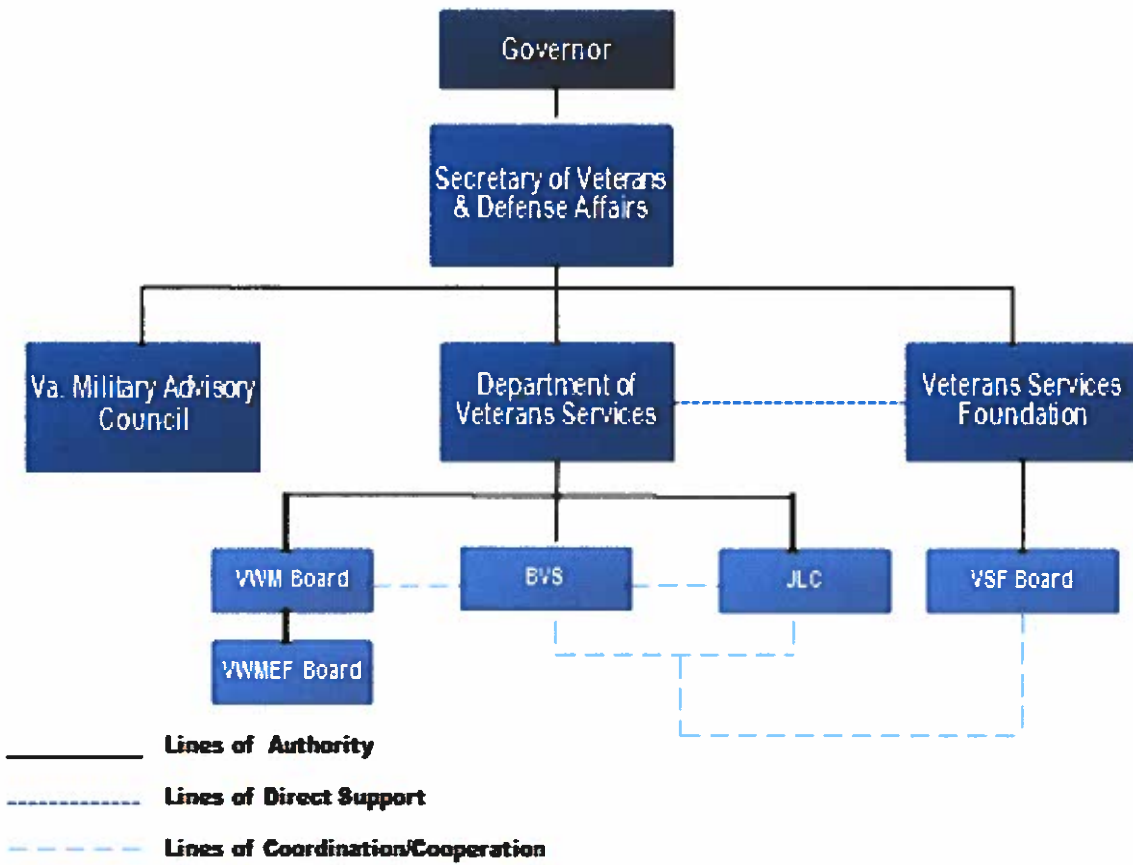 Governor
Secretary of Veterans
& Defense Affairs
Va. Military Advisory
Council
Department of
Veterans Services
Veterans Services
Foundation
VWM Board
BVS
JLC
VSF Board
VWMEF Board
Lines of Authority
Lines of Direct Support
Lines of Coordination/Cooperation